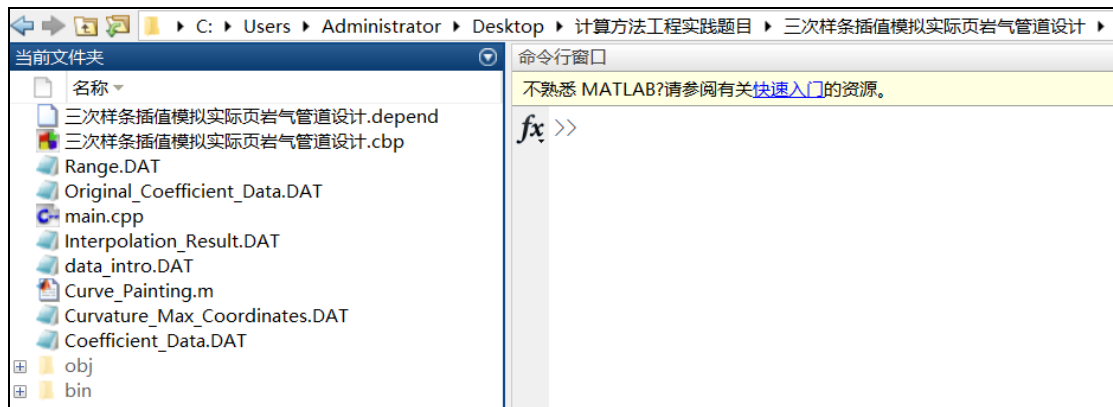 C: Users Administrator Desktop 计算方法工程实践题目 三次样条插值模拟实际页岩气管道设计
当前文件夹
名称
三次样条插值模拟实际页岩气管道设计.depend
三次样条插值模拟实际页岩气管道设计.cbp
Range.DAT
Original_Coefficient_Data.DAT
main.cpp
Interpolation_Result.DAT
data_intro.DAT
Curve_Painting.m
Curvature_Max_Coordinates.DAT
Coefficient_Data.DAT
obj
bin
命令行窗口
不熟悉 MATLAB?请参阅有关快速入门的资源。
fx >>